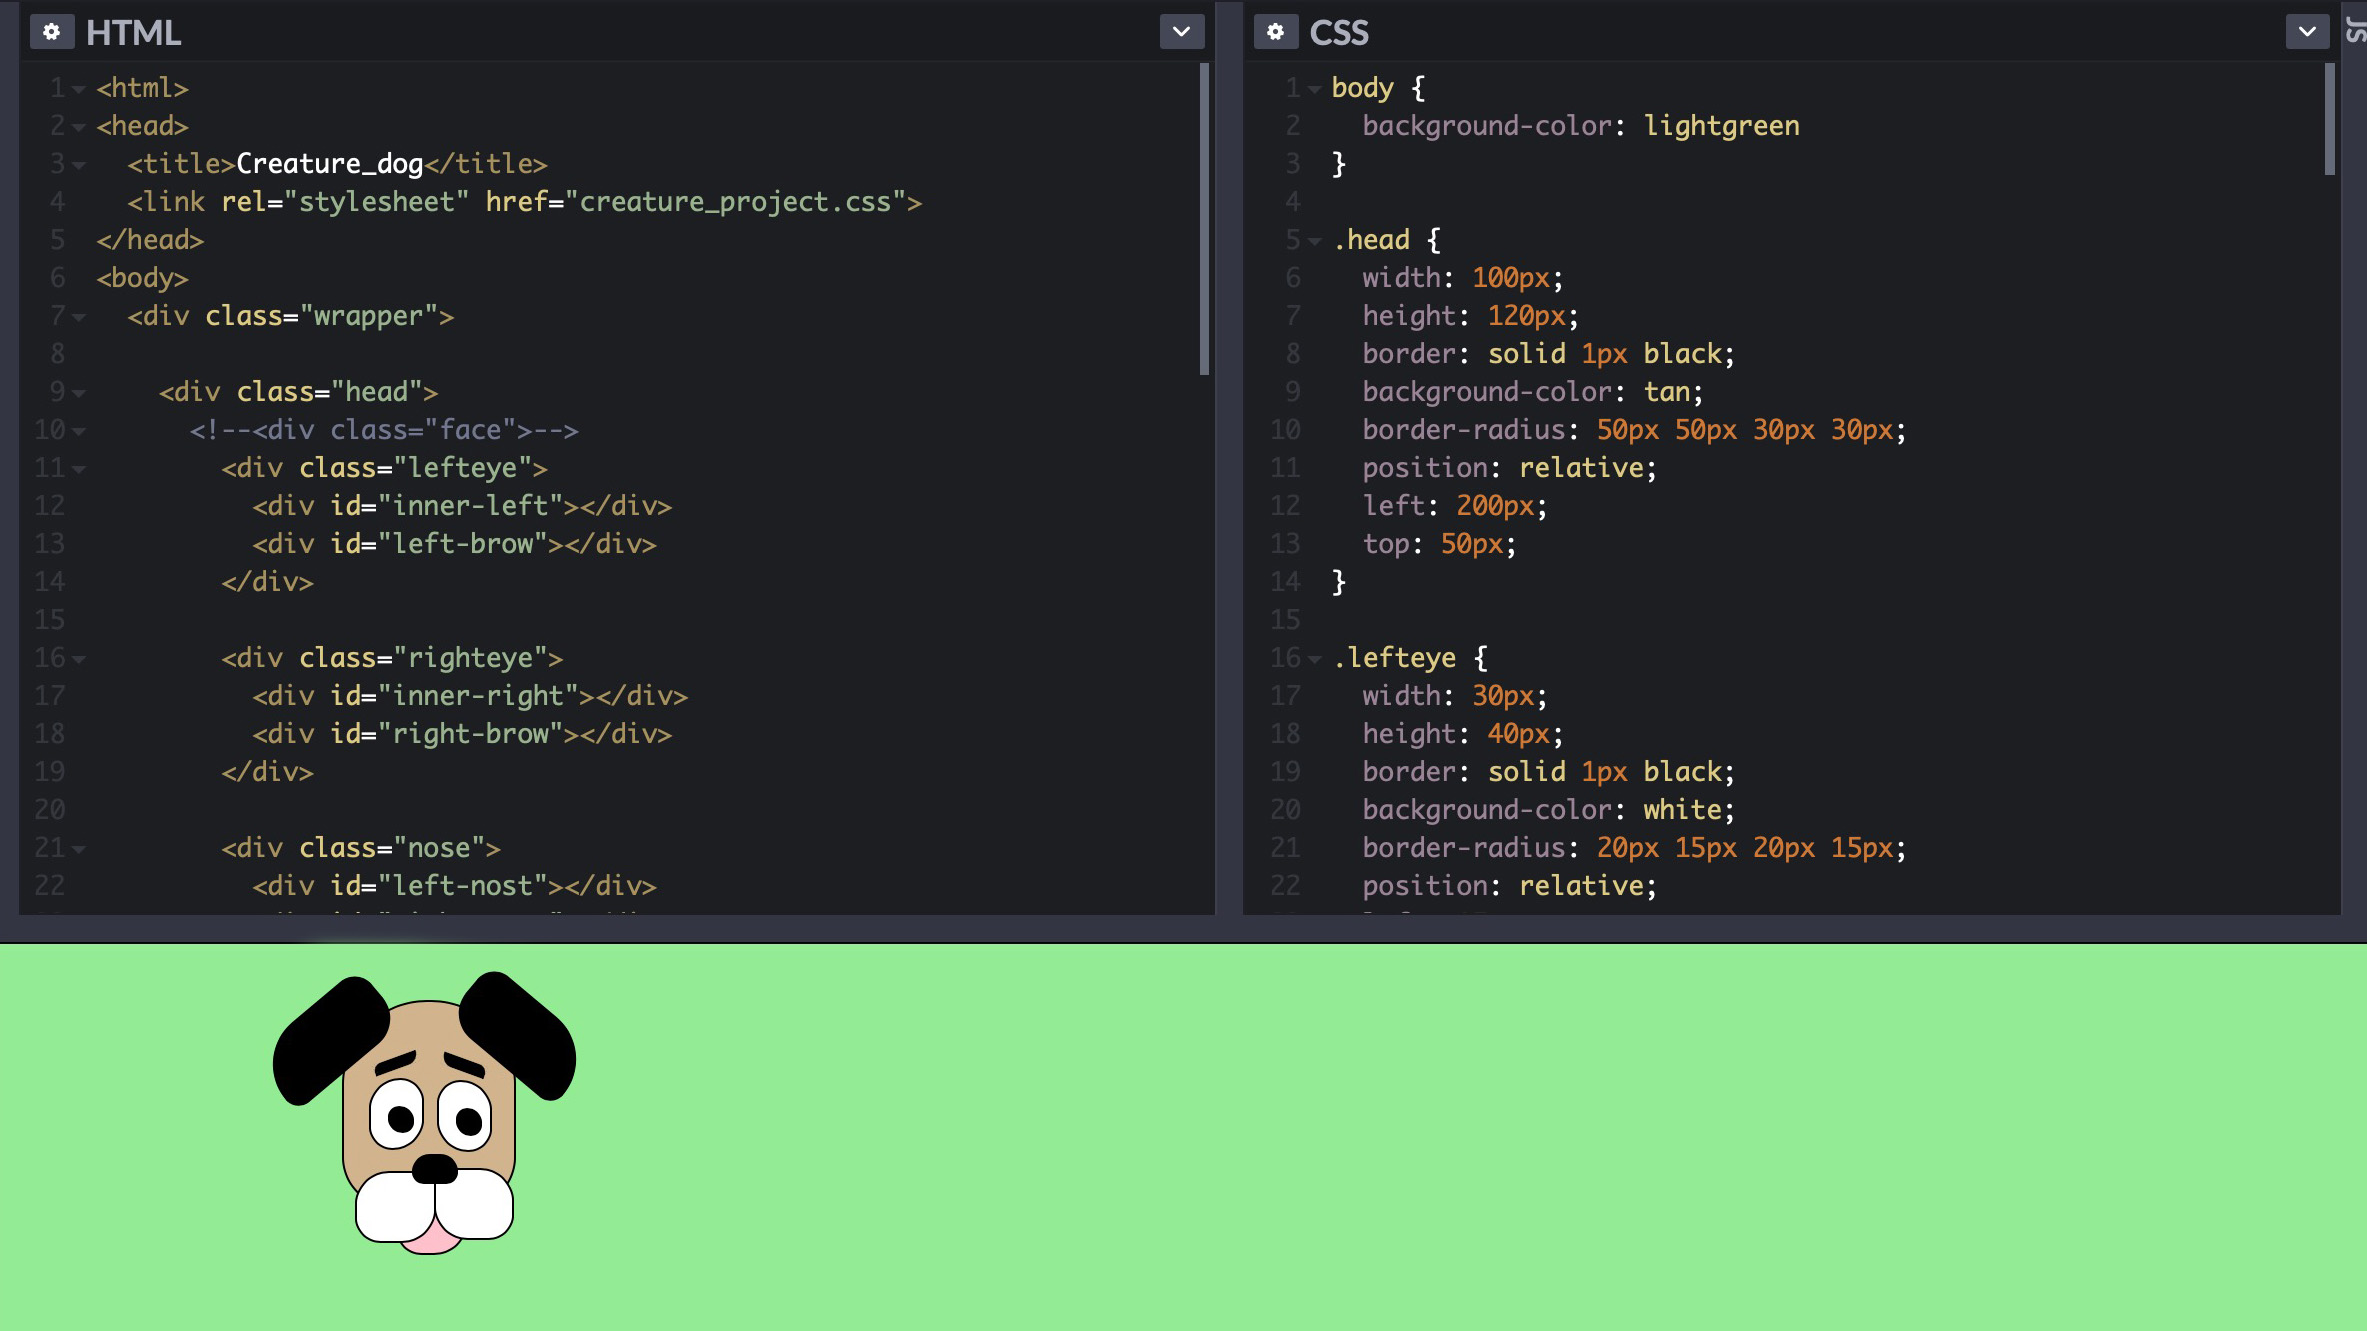 HTML
1 <html>
2 <head>
3 <title>Creature_dog</title>
4 <link rel="stylesheet" href="creature_project.css">
5 </head>
6 <body>
7 <div class="wrapper">
8
9 <div class="head">
10 <!--<div class="face">-->
11 <div class="lefteye">
12 <div id="inner-left"></div>
13 <div id="left-brow"></div>
14 </div>
15
16 <div class="righteye">
17 <div id="inner-right"></div>
18 <div id="right-brow"></div>
19 </div>
20
21 <div class="nose">
22 <div id="left-nost"></div>
CSS
1 body {
2 background-color: lightgreen
3 }
4
5 .head {
6 width: 100px;
7 height: 120px;
8 border: solid 1px black;
9 background-color: tan;
10 border-radius: 50px 50px 30px 30px;
11 position: relative;
12 left: 200px;
13 top: 50px;
14 }
15
16 .lefteye {
17 width: 30px;
18 height: 40px;
19 border: solid 1px black;
20 background-color: white;
21 border-radius: 20px 15px 20px 15px;
22 position: relative;
JS